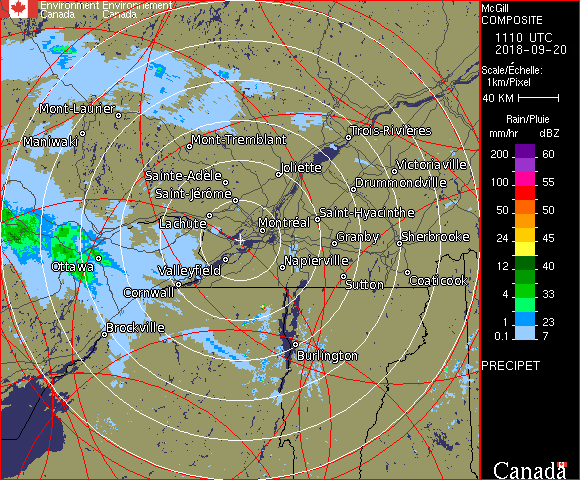 Environment Environnement
Canada Canada
McGill
COMPOSITE
1110 UTC
2018-09-20
Scale/Échelle:
1km/Pixel
40 KM
Rain/Pluie
mm/hr dBZ
200 60
100 55
50 50
24 45
12 40
4 33
1 23
0.1 7
PRECIPET
Canada
Mont-Laurier
Maniwaki
Mont-Tremblant
Trois-Rivières
Joliette
Victoriaville
Sainte-Adèle
Drummondville
Saint-Jérôme
Lachute
Saint-Hyacinthe
Montréal
Granby
Sherbrooke
Ottawa
Valleyfield
Napierville
Coaticook
Cornwall
Sutton
Brockville
Burlington